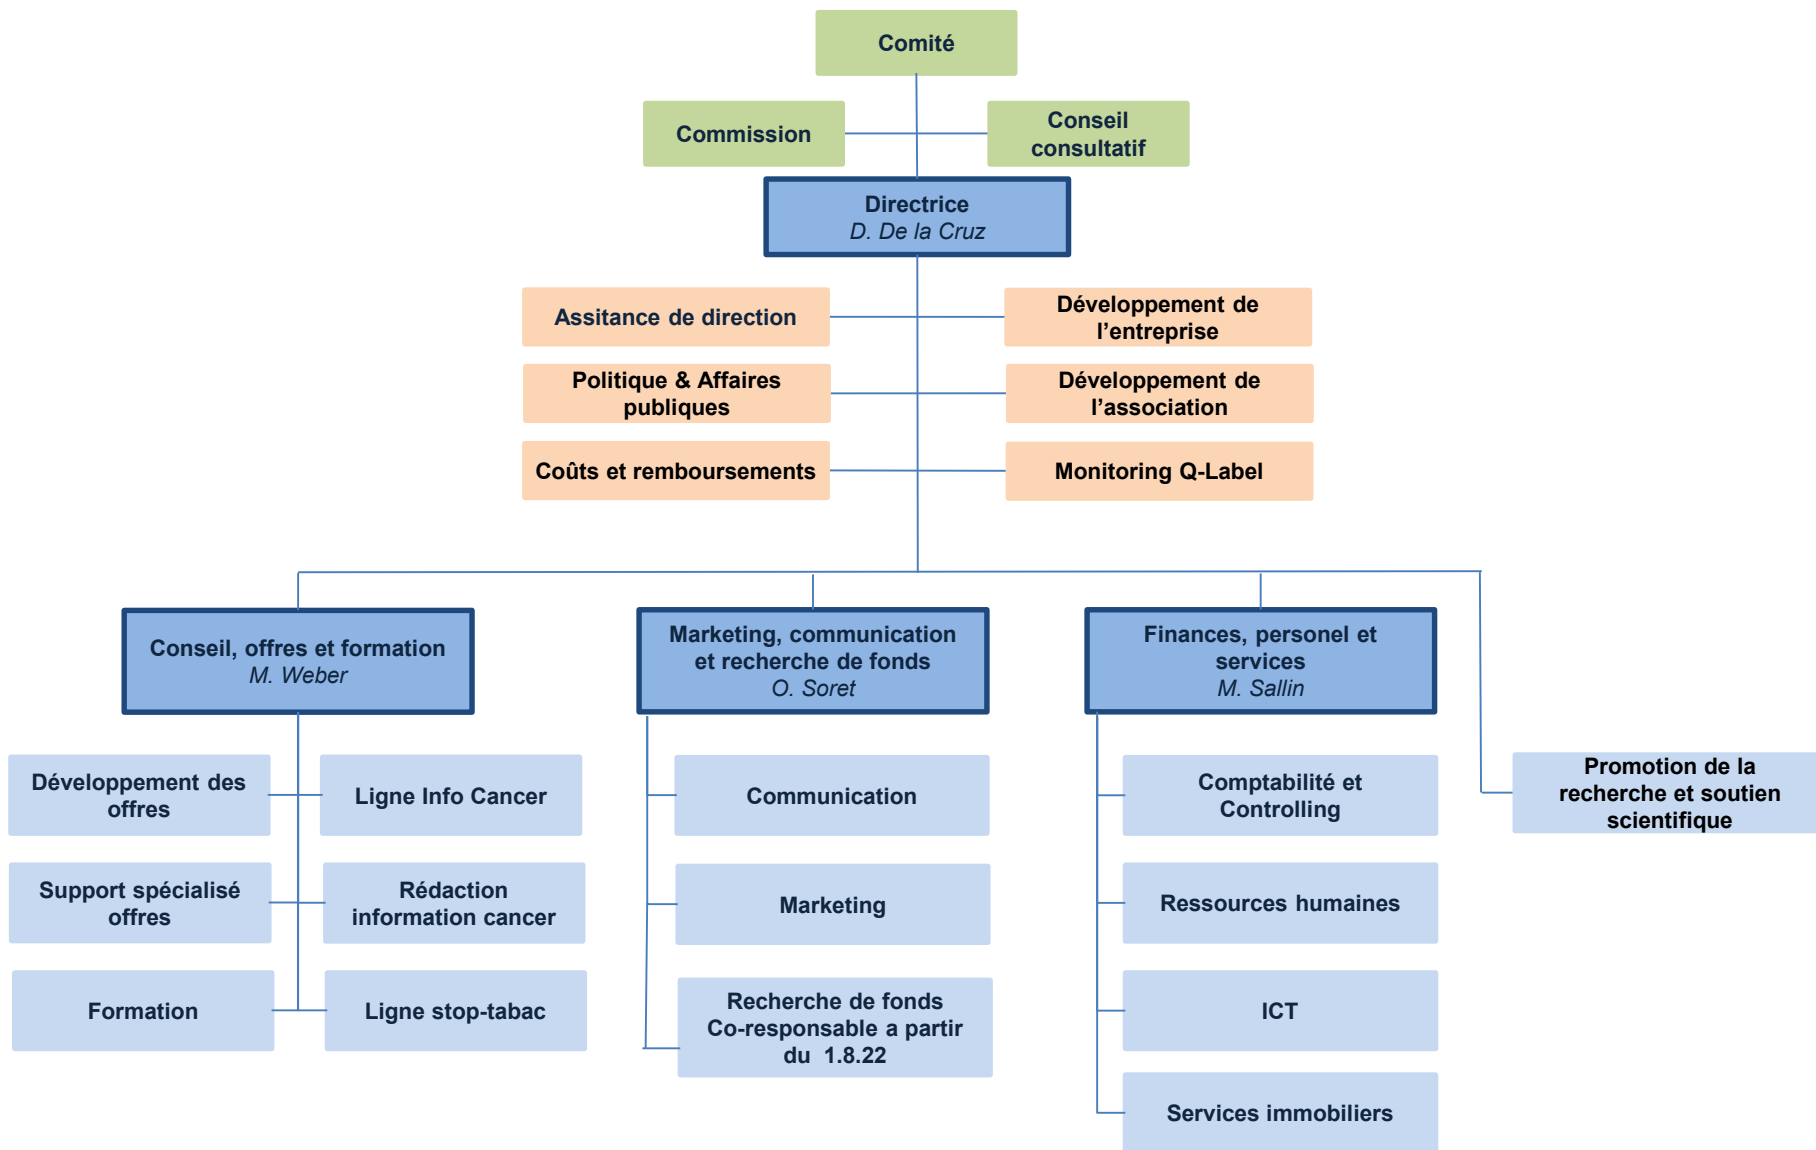 Comité
Commission
Conseil
consultatif
Directrice
D. De la Cruz
Assitance de direction
Développement de
l’entreprise
Politique & Affaires
publiques
Développement de
l’association
Coûts et remboursements
Monitoring Q-Label
Conseil, offres et formation
M. Weber
Marketing, communication
et recherche de fonds
O. Soret
Finances, personel et
services
M. Sallin
Développement des
offres
Ligne Info Cancer
Support spécialisé
offres
Rédaction
information cancer
Formation
Ligne stop-tabac
Communication
Marketing
Recherche de fonds
Co-responsable a partir
du 1.8.22
Comptabilité et
Controlling
Ressources humaines
ICT
Services immobiliers
Promotion de la
recherche et soutien
scientifique